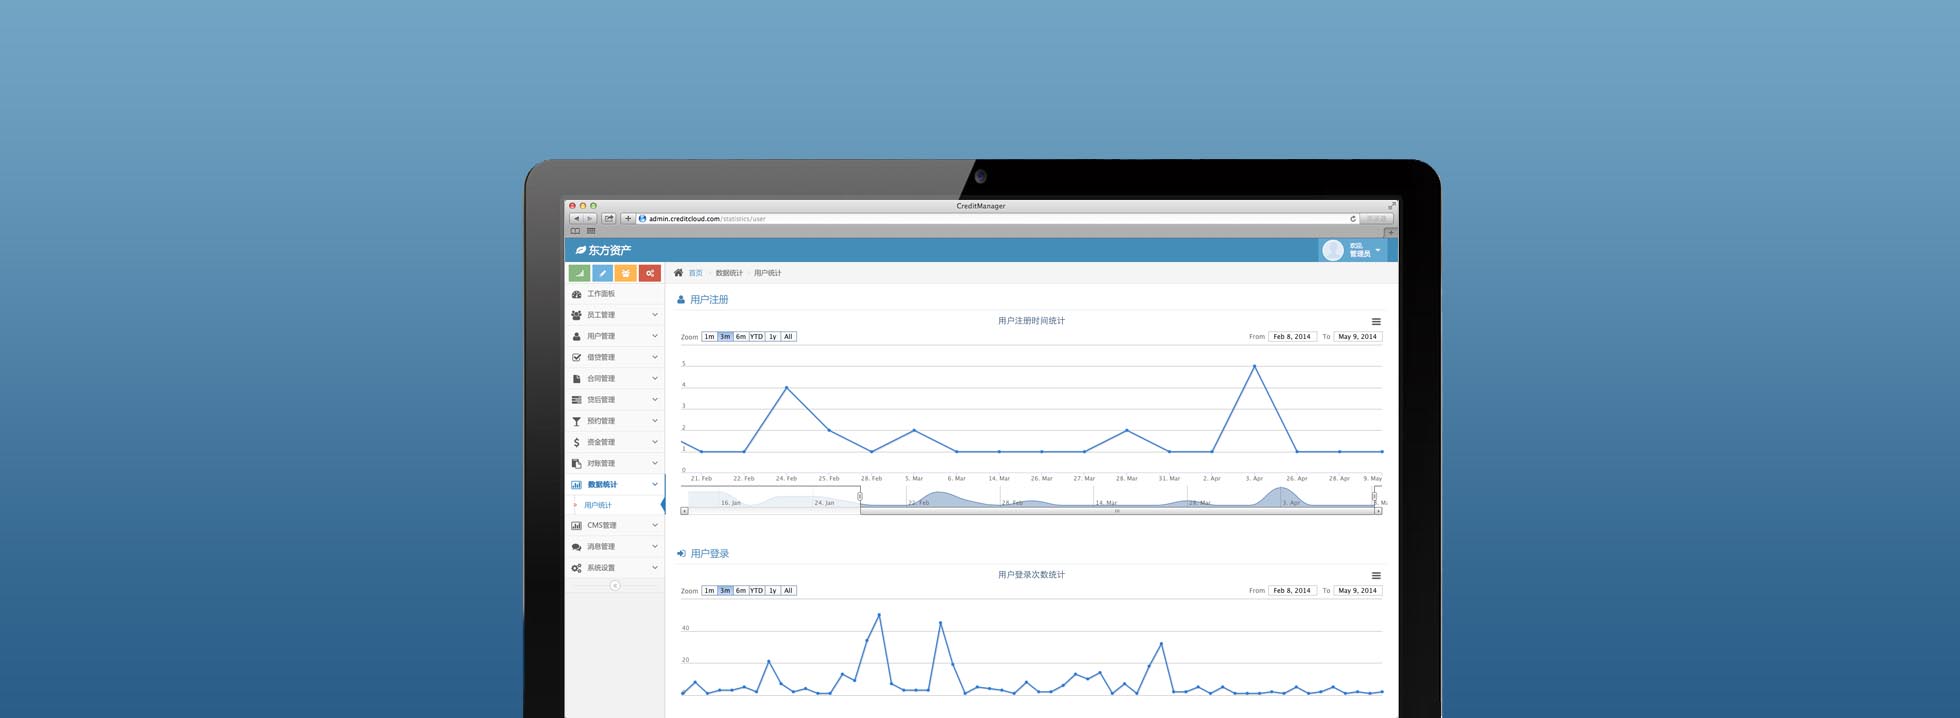 CreditManager
admin.creditcloud.com/statistics/user
东方资产
欢迎,
管理员
首页 数据统计 用户统计
工作面板
员工管理
用户管理
借贷管理
合同管理
贷后管理
预约管理
资金管理
对账管理
数据统计
用户统计
CMS管理
消息管理
系统设置
用户注册
用户注册时间统计
Zoom 1m 3m 6m YTD 1y All
From Feb 8, 2014 To May 9, 2014
5
4
3
2
1
0
21. Feb 22. Feb 24. Feb 25. Feb 28. Feb 5. Mar 6. Mar 14. Mar 26. Mar 27. Mar 28. Mar 31. Mar 2. Apr 3. Apr 26. Apr 28. Apr 9. May
16. Jan 24. Jan 22. Feb 28. Feb 14. Mar 28. Mar 3. Apr
用户登录
用户登录次数统计
Zoom 1m 3m 6m YTD 1y All
From Feb 8, 2014 To May 9, 2014
40
20